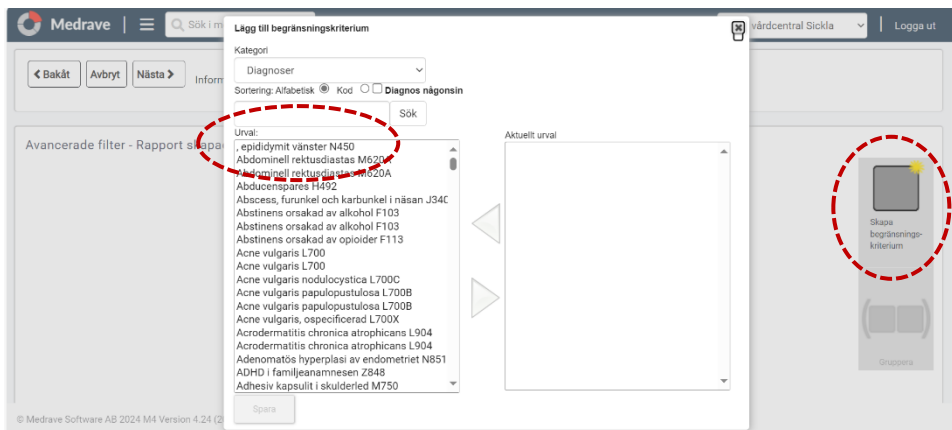 Medrave
Sök i m
vårdcentral Sickla
Logga ut
Bakåt
Avbryt
Nästa
Inforn
Avancerade filter - Rapport skapad
Lägg till begränsningskriterium
Kategori
Diagnoser
Sortering: Alfabetisk Kod Diagnos någonsin
Sök
Urval:
, epididymit vänster N450
Abdominell rektusdiastas M620A
Abdominell rektusdiastas M620A
Abducenspares H492
Abscess, furunkel och karbunkel i näsan J340
Abstinens orsakad av alkohol F103
Abstinens orsakad av alkohol F103
Abstinens orsakad av opioider F113
Acne vulgaris L700
Acne vulgaris L700
Acne vulgaris nodulocystica L700C
Acne vulgaris papulopustulosa L700B
Acne vulgaris papulopustulosa L700B
Acne vulgaris, ospecificerad L700X
Acrodermatitis chronica atrophicans L904
Acrodermatitis chronica atrophicans L904
Adenomatös hyperplasi av endometriet N851
ADHD i familjeanamnesen Z848
Adhesiv kapsulit i skulderled M750
Aktuellt urval
Spara
Skapa
begränsnings-
kriterium
Gruppera
© Medrave Software AB 2024 M4 Version 4.24 (2